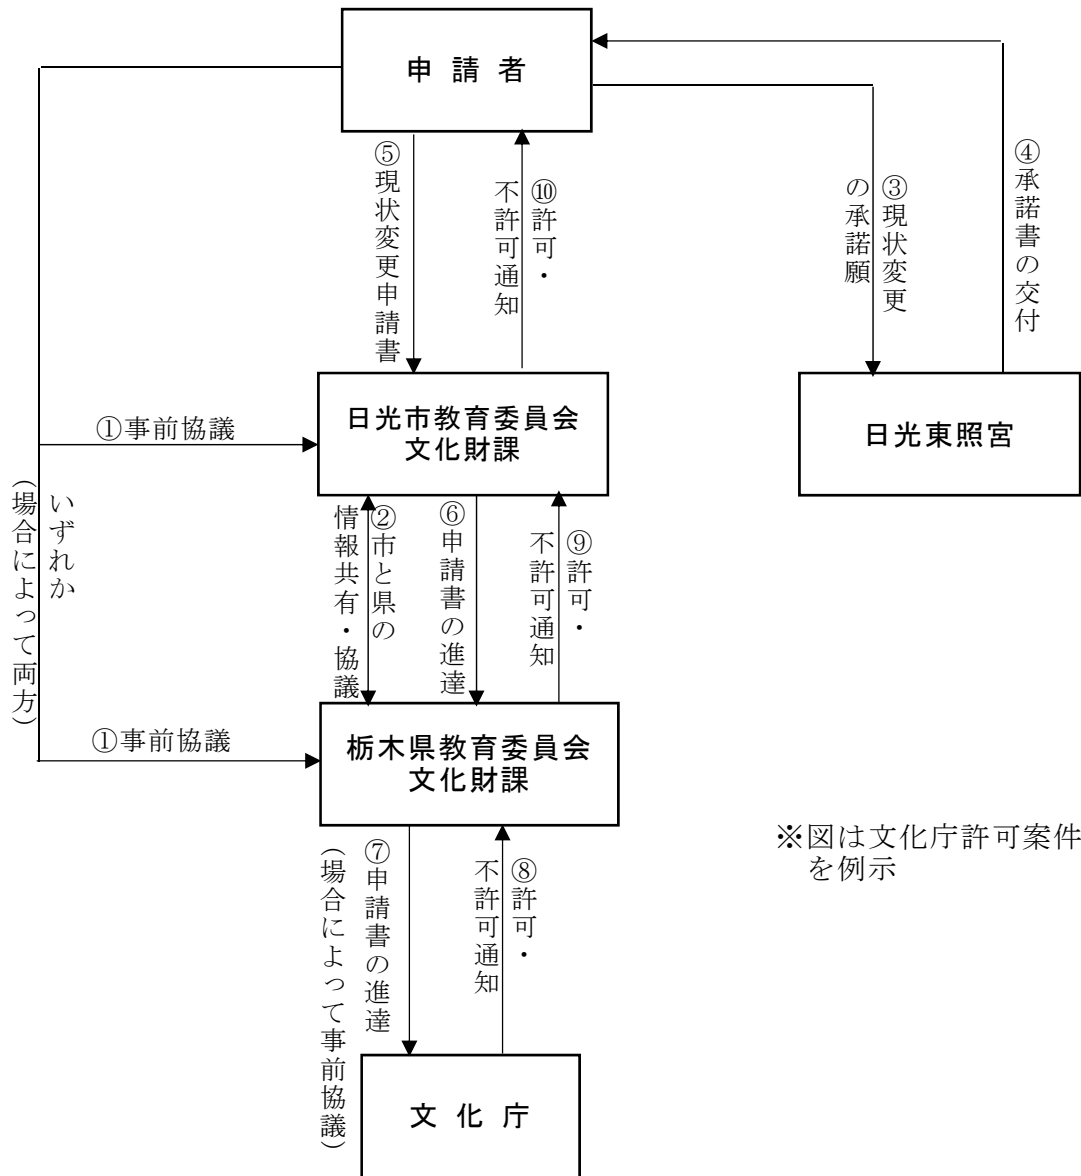 申 請 者
⑤現状変更申請書
⑩許可・
不許可通知
③現状変更
の承諾願
④承諾書の交付
①事前協議
日光市教育委員会
文化財課
日光東照宮
いずれか
(場合によって両方)
②市と県の
情報共有・協議
⑥申請書の進達
⑨許可・
不許可通知
①事前協議
栃木県教育委員会
文化財課
⑦申請書の進達
(場合によって事前協議)
⑧許可・
不許可通知
※図は文化庁許可案件
を例示
文 化 庁